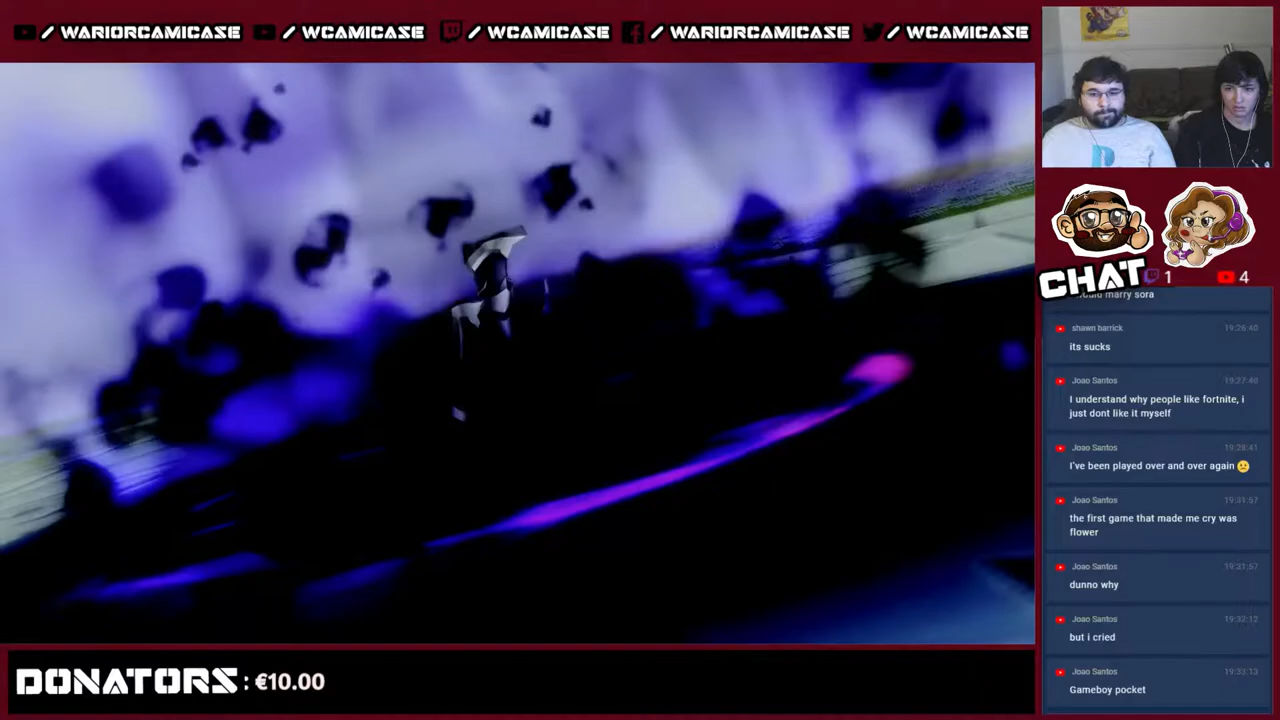 / WARIORCAMICASE / WCAMICASE / WCAMICASE / WARIORCAMICASE / WCAMICASE
CHAT 1 4
marry sora
shawn barrick 19:26:40
its sucks
Joao Santos 19:27:40
I understand why people like fortnite, i
just dont like it myself
Joao Santos 19:28:41
I've been played over and over again
Joao Santos 19:31:57
the first game that made me cry was
flower
Joao Santos 19:31:57
dunno why
Joao Santos 19:32:12
but i cried
Joao Santos 19:33:13
Gameboy pocket
DONATORS : €10.00